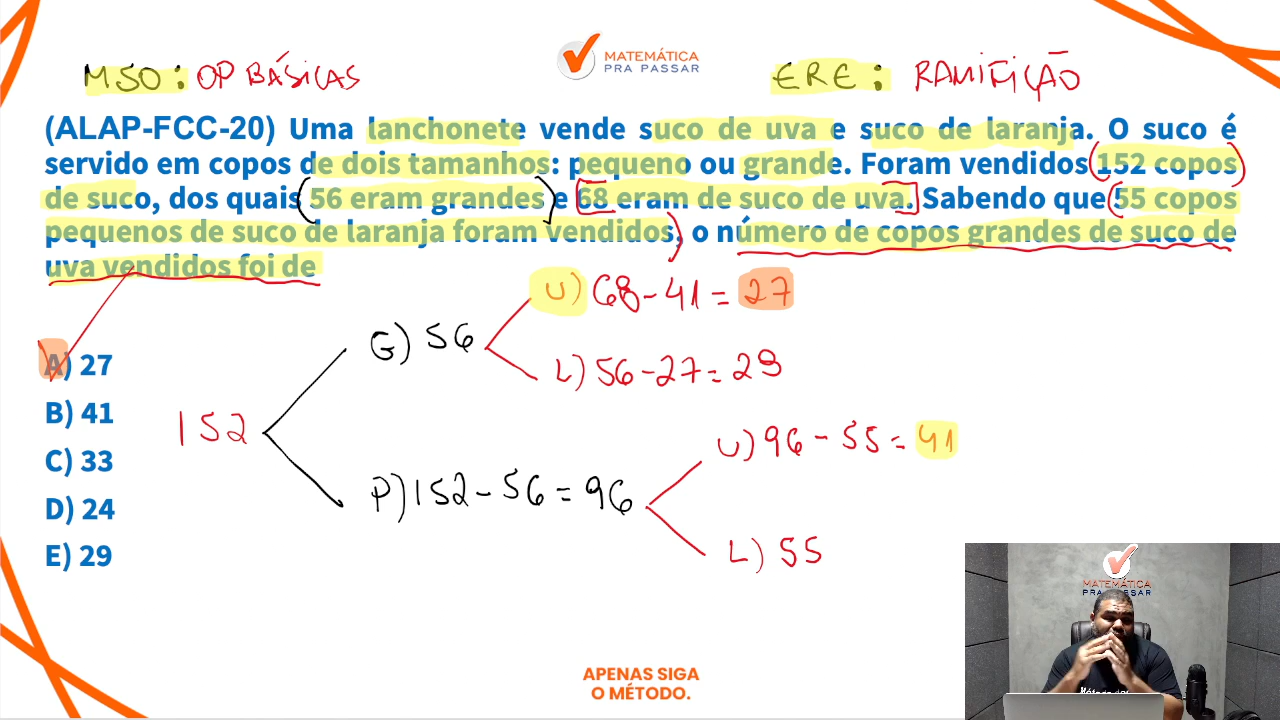 MSO: OP BÁSICAS
MATEMÁTICA
PRA PASSAR
ERE: RAMIFIÇÃO
(ALAP-FCC-20) Uma lanchonete vende suco de uva e suco de laranja. O suco é
servido em copos de dois tamanhos: pequeno ou grande. Foram vendidos 152 copos
de suco, dos quais 56 eram grandes e 68 eram de suco de uva. Sabendo que 55 copos
pequenos de suco de laranja foram vendidos, o número de copos grandes de suco de
uva vendidos foi de
A) 27
B) 41
C) 33
D) 24
E) 29
152
G) 56
U) 68-41=27
L) 56-27=29
P) 152-56=96
U) 96-55=41
L) 55
MATEMÁTICA
PRA PASSAR
APENAS SIGA
O MÉTODO.